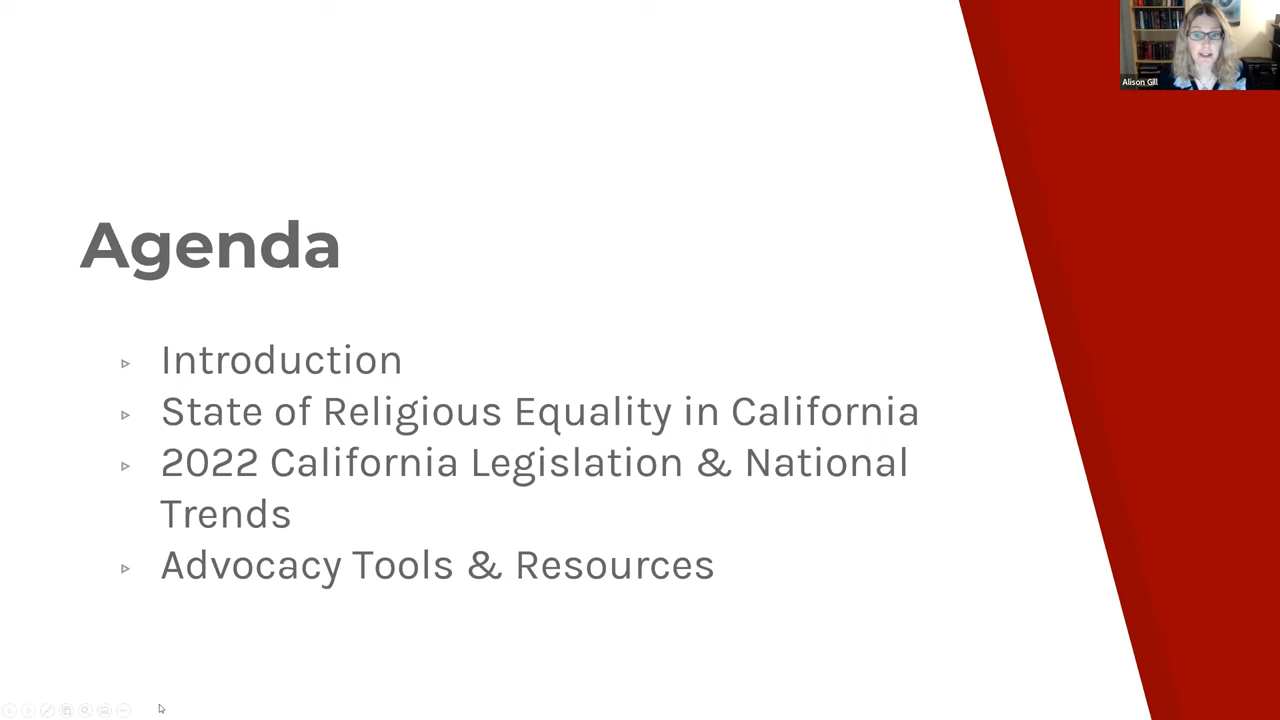 Alison Gill
Agenda
Introduction
State of Religious Equality in California
2022 California Legislation & National
Trends
Advocacy Tools & Resources